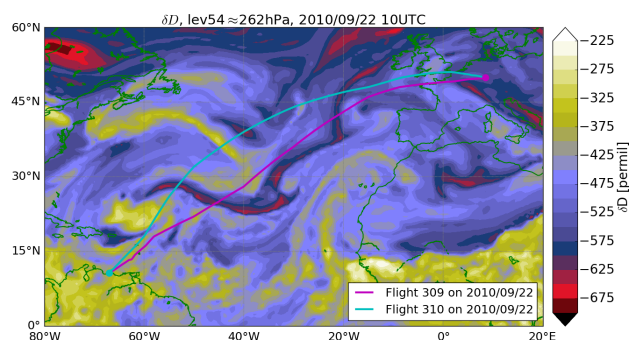 δD, lev54≈262hPa, 2010/09/22 10UTC
60°N
45°N
30°N
15°N
0°
80°W
60°W
40°W
20°W
0°
20°E
Flight 309 on 2010/09/22
Flight 310 on 2010/09/22
−225
−275
−325
−375
−425
−475
−525
−575
−625
−675
δD [permil]